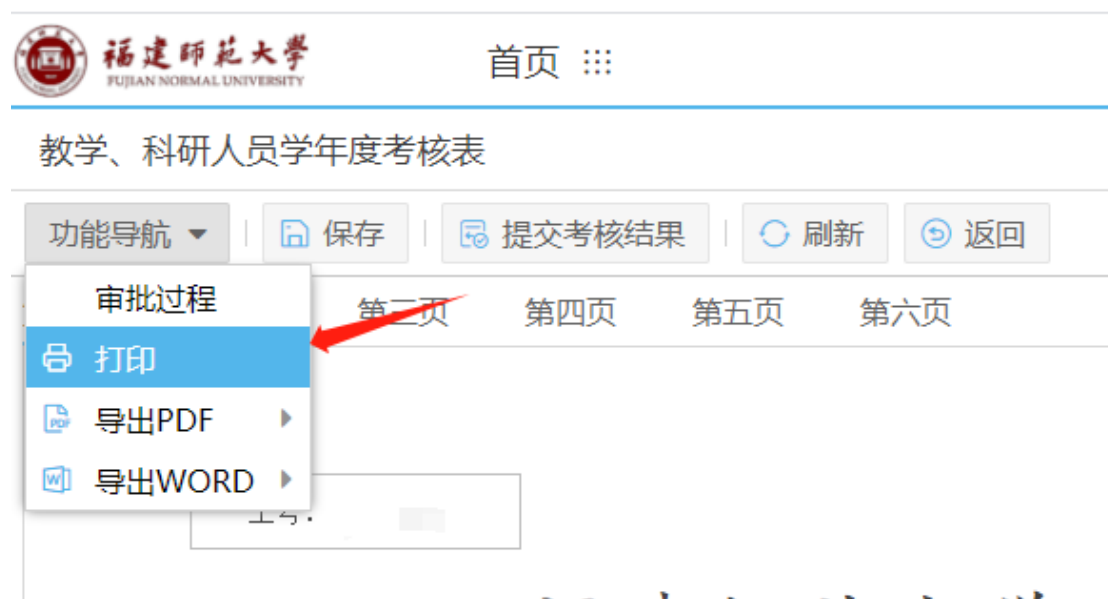 福建师范大學
FUJIAN NORMAL UNIVERSITY
首页
教学、科研人员学年度考核表
功能导航 保存 提交考核结果 刷新 返回
第三页 第四页 第五页 第六页
审批过程
打印
导出PDF
导出WORD